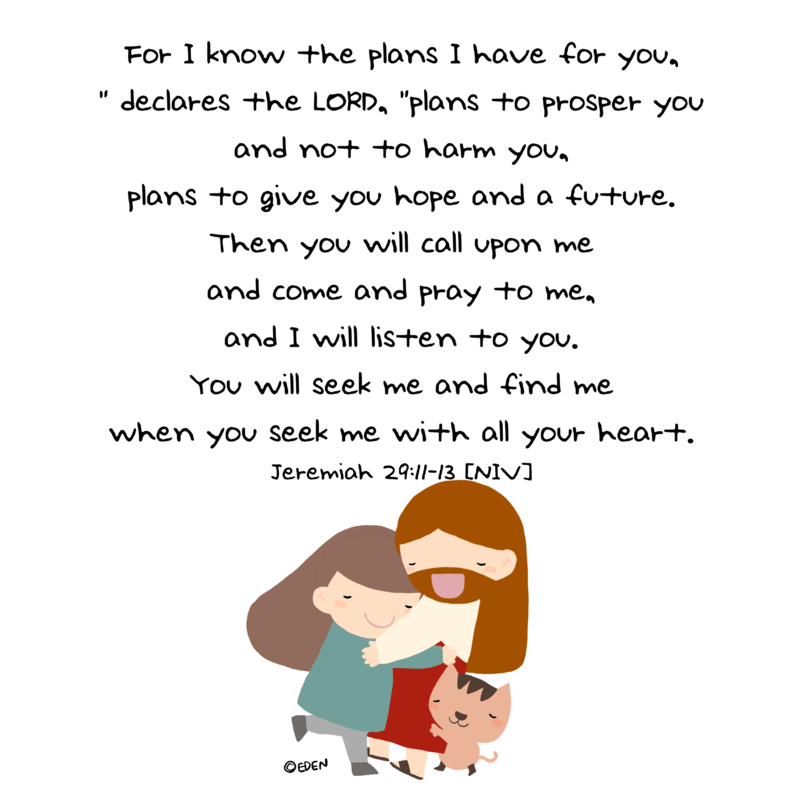 For I know the plans I have for you,
" declares the LORD, "plans to prosper you
and not to harm you,
plans to give you hope and a future.
Then you will call upon me
and come and pray to me,
and I will listen to you.
You will seek me and find me
when you seek me with all your heart.
Jeremiah 29:11-13 [NIV]
©EDEN